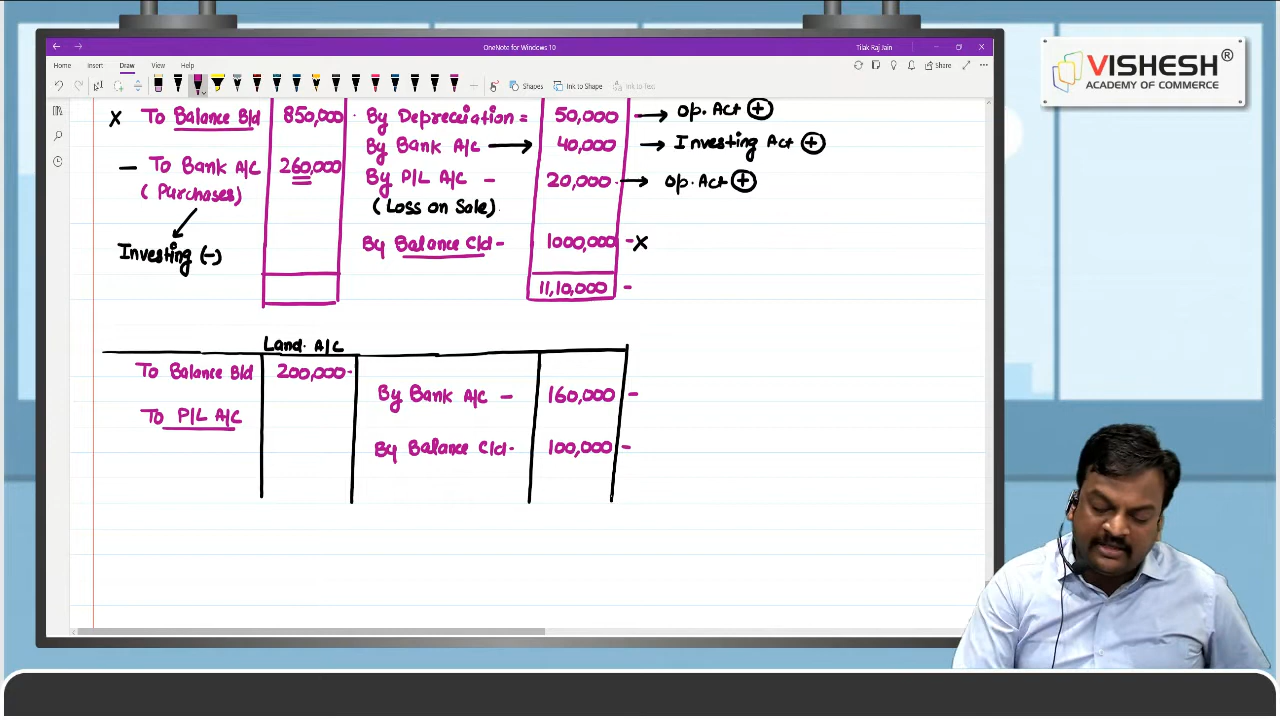 OneNote for Windows 10
Tilak Raj Jain
Home Insert Draw View Help
Share
Shapes Ink to Shape Ink to Text
VISHESH®
ACADEMY OF COMMERCE
X To Balance B/d 850,000 By Depreciation = 50,000 → Op. Act +
By Bank A/C → 40,000 → Investing Act +
- To Bank A/C 260,000
(Purchases)
By P/L A/C - 20,000 → Op. Act +
(Loss on Sale)
Investing (-)
By Balance C/d - 1000,000 - X
11,10,000 -
Land. A/C
To Balance B/d 200,000 -
By Bank A/C - 160,000 -
To P/L A/C
By Balance C/d - 100,000 -